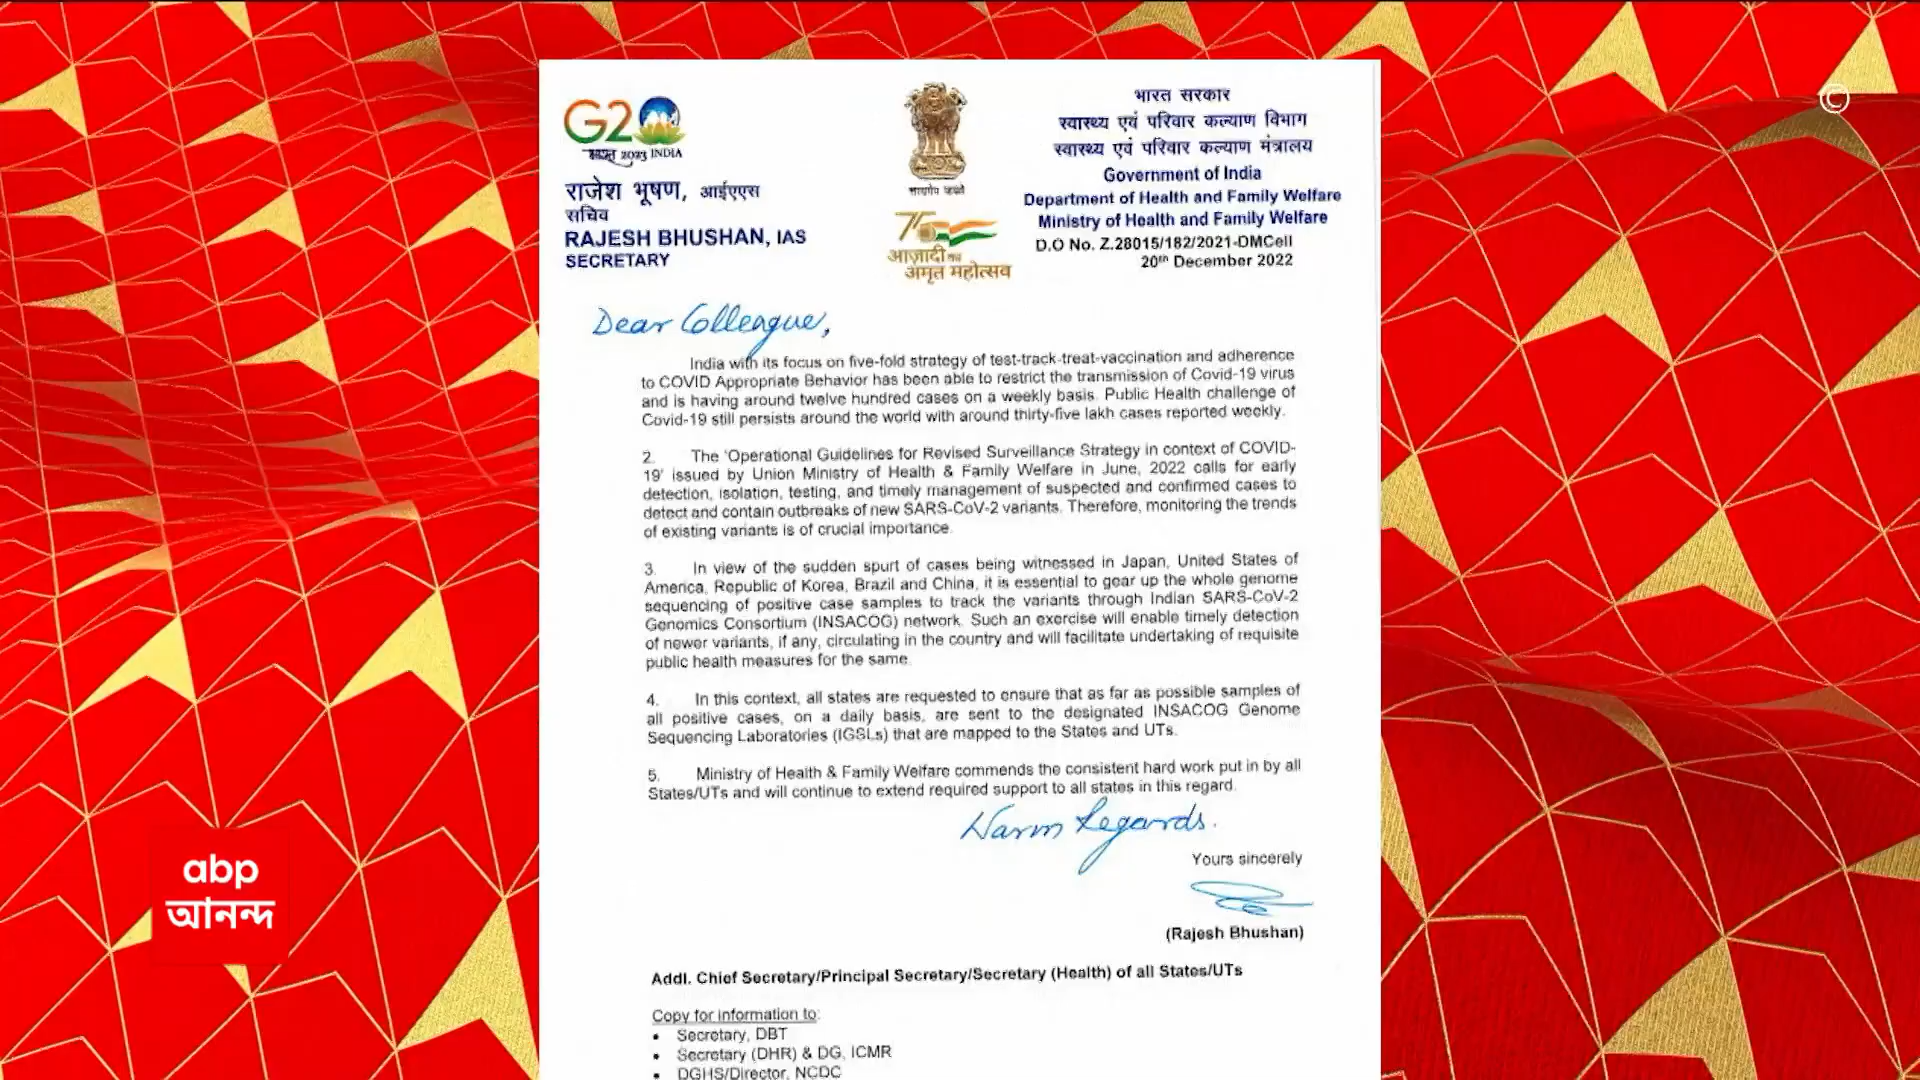 G20
भारत 2023 INDIA
राजेश भूषण, आईएएस
सचिव
RAJESH BHUSHAN, IAS
SECRETARY
सत्यमेव जयते
75
आज़ादी का
अमृत महोत्सव
भारत सरकार
स्वास्थ्य एवं परिवार कल्याण विभाग
स्वास्थ्य एवं परिवार कल्याण मंत्रालय
Government of India
Department of Health and Family Welfare
Ministry of Health and Family Welfare
D.O No. Z.28015/182/2021-DMCell
20th December 2022
©
Dear Colleague,
India with its focus on five-fold strategy of test-track-treat-vaccination and adherence
to COVID Appropriate Behavior has been able to restrict the transmission of Covid-19 virus
and is having around twelve hundred cases on a weekly basis. Public Health challenge of
Covid-19 still persists around the world with around thirty-five lakh cases reported weekly.
2. The 'Operational Guidelines for Revised Surveillance Strategy in context of COVID-
19' issued by Union Ministry of Health & Family Welfare in June, 2022 calls for early
detection, isolation, testing, and timely management of suspected and confirmed cases to
detect and contain outbreaks of new SARS-CoV-2 variants. Therefore, monitoring the trends
of existing variants is of crucial importance.
3. In view of the sudden spurt of cases being witnessed in Japan, United States of
America, Republic of Korea, Brazil and China, it is essential to gear up the whole genome
sequencing of positive case samples to track the variants through Indian SARS-CoV-2
Genomics Consortium (INSACOG) network. Such an exercise will enable timely detection
of newer variants, if any, circulating in the country and will facilitate undertaking of requisite
public health measures for the same.
4. In this context, all states are requested to ensure that as far as possible samples of
all positive cases, on a daily basis, are sent to the designated INSACOG Genome
Sequencing Laboratories (IGSLs) that are mapped to the States and UTs.
5. Ministry of Health & Family Welfare commends the consistent hard work put in by all
States/UTs and will continue to extend required support to all states in this regard.
Warm Regards.
Yours sincerely
(Rajesh Bhushan)
Addl. Chief Secretary/Principal Secretary/Secretary (Health) of all States/UTs
Copy for information to:
• Secretary, DBT
• Secretary (DHR) & DG, ICMR
• DGHS/Director, NCDC
abp
আনন্দ